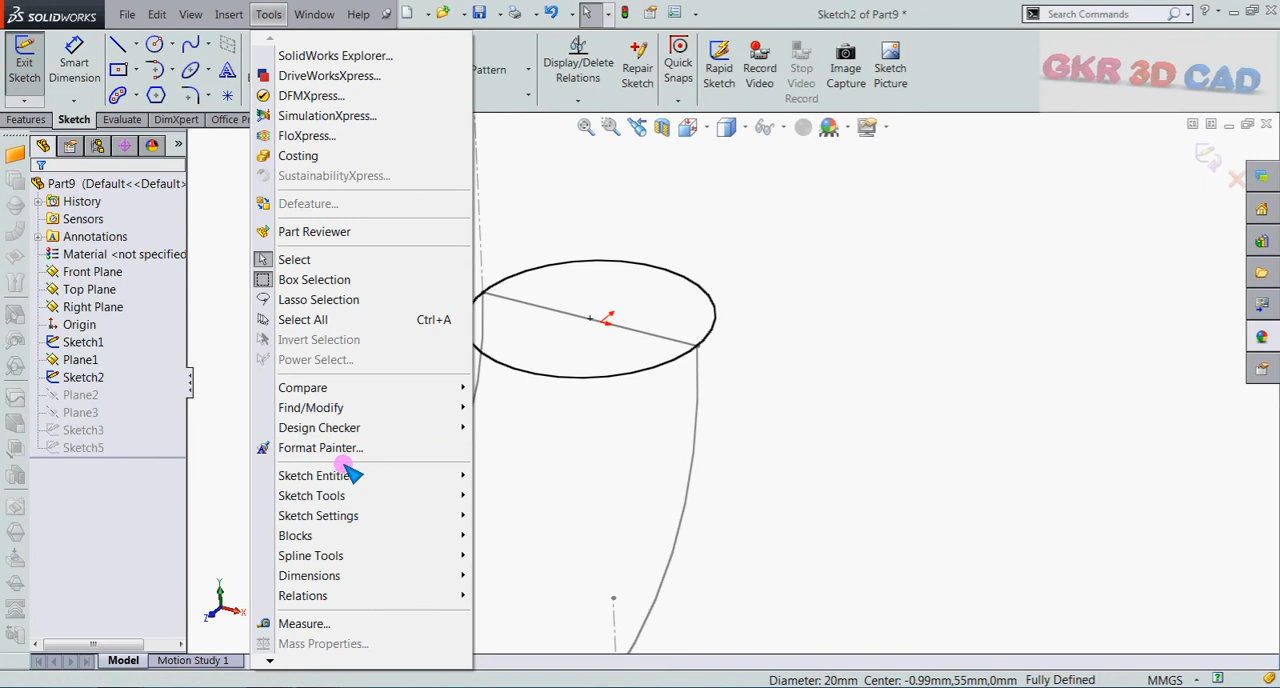 SOLIDWORKS
File
Edit
View
Insert
Tools
Window
Help
Sketch2 of Part9 *
Search Commands
Exit
Sketch
Smart
Dimension
Pattern
Display/Delete
Relations
Repair
Sketch
Quick
Snaps
Rapid
Sketch
Record
Video
Stop
Video
Record
Image
Capture
Sketch
Picture
GKR 3D CAD
Features
Sketch
Evaluate
DimXpert
Office Pr
Part9 (Default<<Default>
History
Sensors
Annotations
Material <not specified
Front Plane
Top Plane
Right Plane
Origin
Sketch1
Plane1
Sketch2
Plane2
Plane3
Sketch3
Sketch5
SolidWorks Explorer...
DriveWorksXpress...
DFMXpress...
SimulationXpress...
FloXpress...
Costing
SustainabilityXpress...
Defeature...
Part Reviewer
Select
Box Selection
Lasso Selection
Select All Ctrl+A
Invert Selection
Power Select...
Compare
Find/Modify
Design Checker
Format Painter...
Sketch Entitie
Sketch Tools
Sketch Settings
Blocks
Spline Tools
Dimensions
Relations
Measure...
Mass Properties...
Y
X
Z
Model
Motion Study 1
Diameter: 20mm Center: -0.99mm,55mm,0mm Fully Defined
MMGS